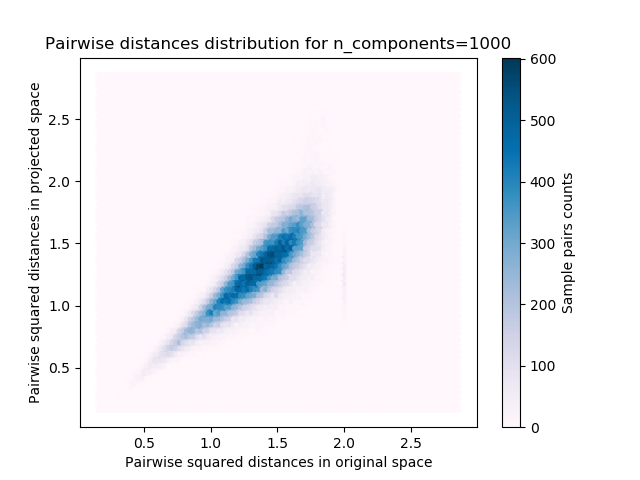 Pairwise distances distribution for n_components=1000
Pairwise squared distances in projected space
2.5
2.0
1.5
1.0
0.5
0.5 1.0 1.5 2.0 2.5
Pairwise squared distances in original space
600
500
400
300
200
100
0
Sample pairs counts